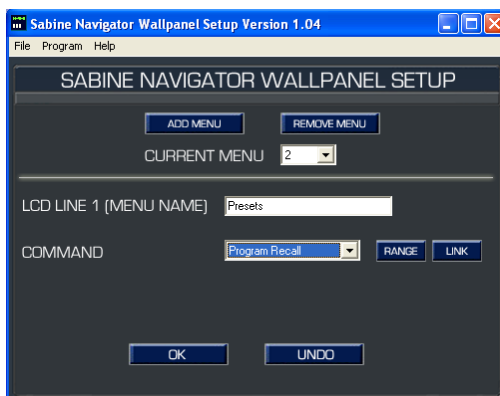 Sabine Navigator Wallpanel Setup Version 1.04
File Program Help
SABINE NAVIGATOR WALLPANEL SETUP
ADD MENU REMOVE MENU
CURRENT MENU 2
LCD LINE 1 (MENU NAME) Presets
COMMAND Program Recall RANGE LINK
OK UNDO